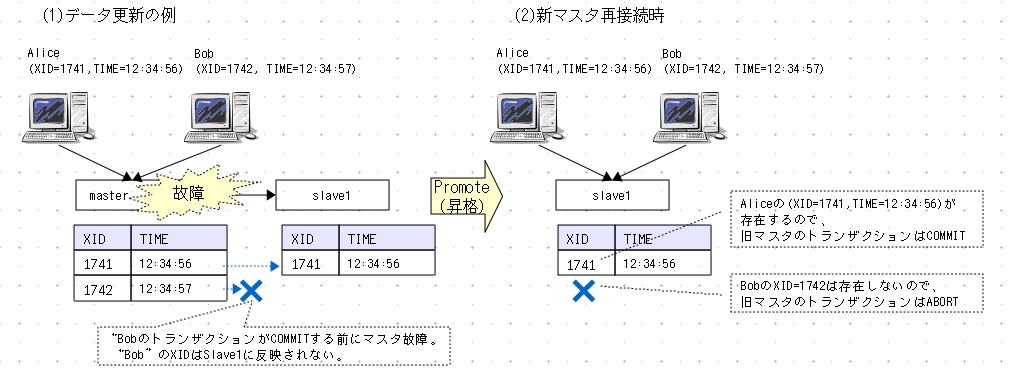 (1)データ更新の例
Alice
(XID=1741,TIME=12:34:56)
Bob
(XID=1742, TIME=12:34:57)
master
故障
slave1
XID TIME
1741 12:34:56
1742 12:34:57
XID TIME
1741 12:34:56
“Bobのトランザクションが COMMITする前にマスタ故障。
“Bob”のXIDはSlave1に反映されない。
Promote
(昇格)
(2)新マスタ再接続時
Alice
(XID=1741,TIME=12:34:56)
Bob
(XID=1742, TIME=12:34:57)
slave1
XID TIME
1741 12:34:56
Aliceの(XID=1741,TIME=12:34:56)が
存在するので、
旧マスタのトランザクションはCOMMIT
BobのXID=1742は存在しないので、
旧マスタのトランザクションはABORT